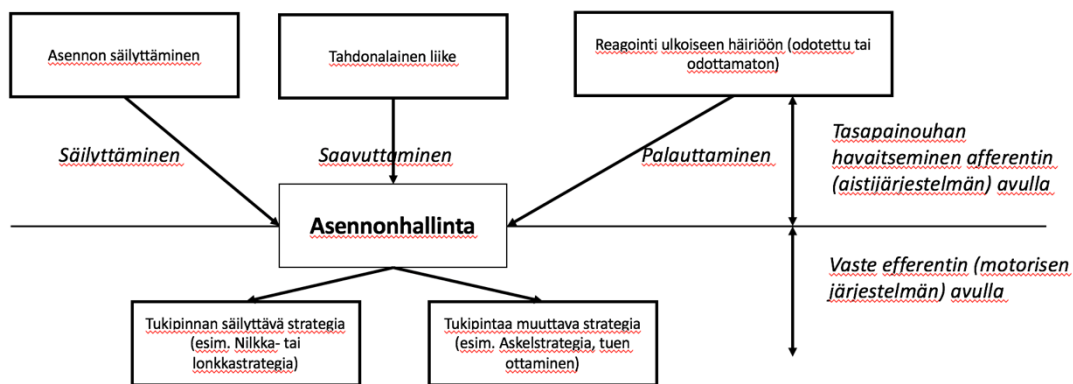 Asennon säilyttäminen
Tahdonalainen liike
Reagointi ulkoiseen häiriöön (odotettu tai
odottamaton)
Säilyttäminen
Saavuttaminen
Palauttaminen
Tasapainouhan
havaitseminen afferentin
(aistijärjestelmän) avulla
Asennonhallinta
Vaste efferentin (motorisen
järjestelmän) avulla
Tukipinnan säilyttävä strategia
(esim. Nilkka- tai
lonkkastrategia)
Tukipintaa muuttava strategia
(esim. Askelstrategia, tuen
ottaminen)